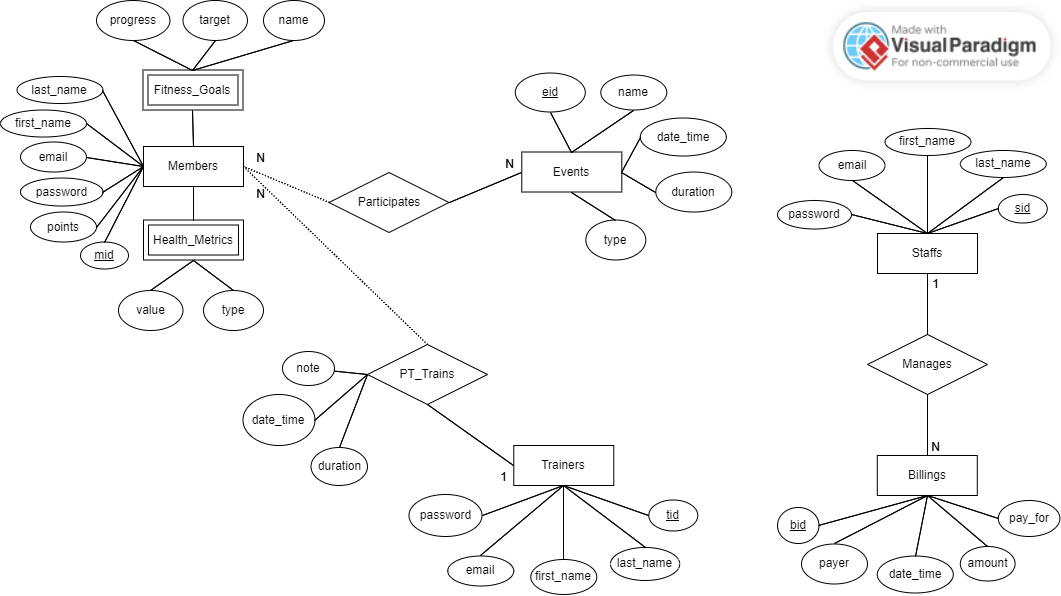 progress
target
name
Made with
Visual Paradigm
For non-commercial use
Fitness_Goals
last_name
first_name
email
password
points
mid
Members
Health_Metrics
value
type
N
N
Participates
N
eid
name
date_time
duration
type
Events
first_name
email
last_name
password
sid
Staffs
1
Manages
N
Billings
bid
payer
date_time
amount
pay_for
note
date_time
duration
PT_Trains
1
Trainers
password
email
first_name
last_name
tid